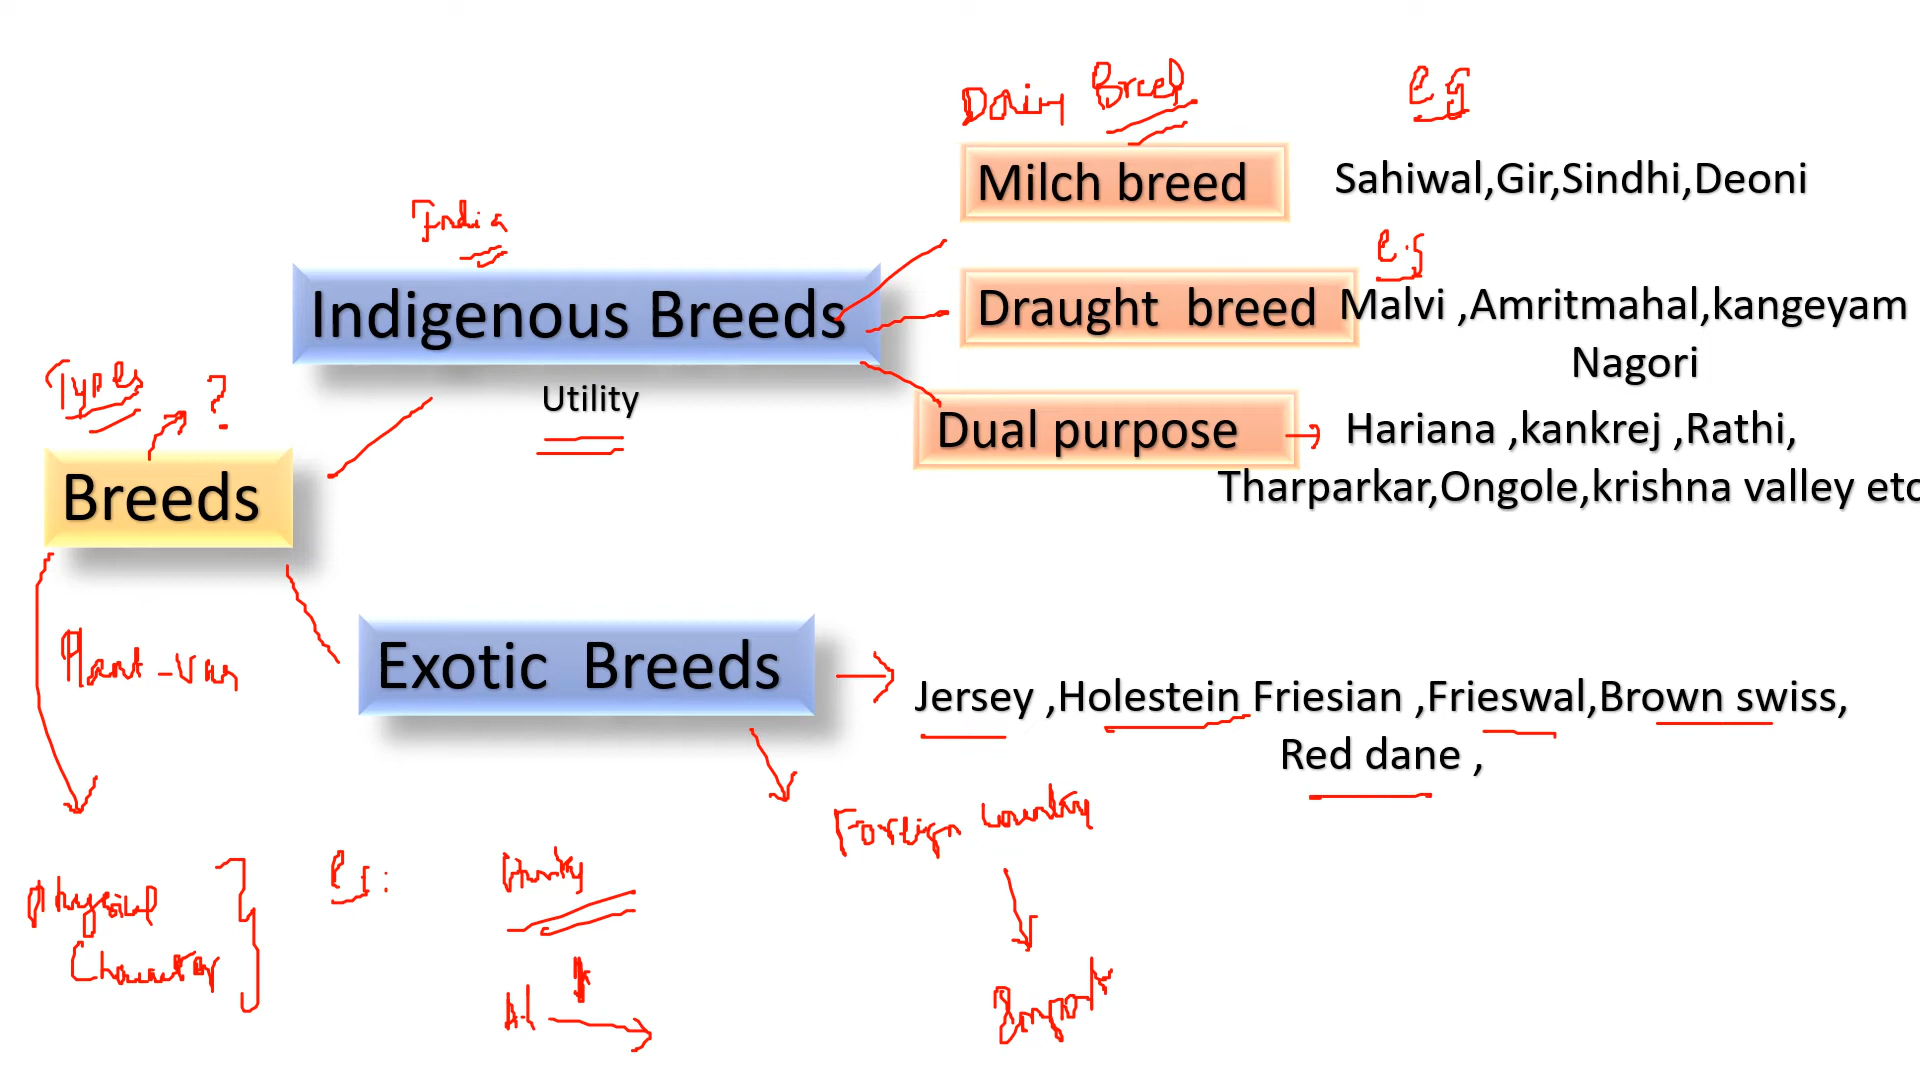 Dairy Breed
eg
Milch breed
Sahiwal,Gir,Sindhi,Deoni
India
e.g
Indigenous Breeds
Draught  breed
Malvi ,Amritmahal,kangeyam
Nagori
Types
?
Utility
Dual purpose
Hariana ,kankrej ,Rathi,
Tharparkar,Ongole,krishna valley etc
Breeds
Plant - Var
Exotic  Breeds
Jersey ,Holestein Friesian ,Frieswal,Brown swiss,
Red dane ,
Foreign Country
Physical
Character
eg:
Import